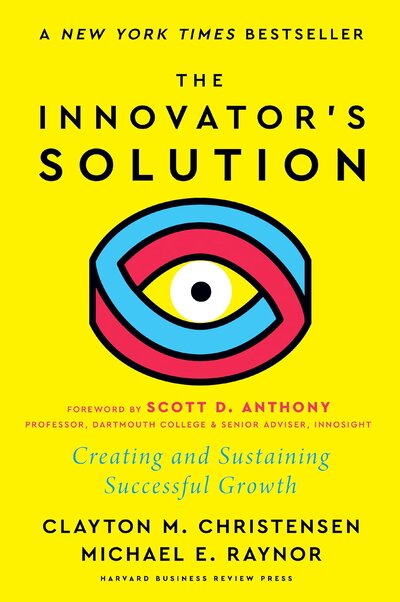 A NEW YORK TIMES BESTSELLER
THE
INNOVATOR'S
SOLUTION
FOREWORD BY SCOTT D. ANTHONY
PROFESSOR, DARTMOUTH COLLEGE & SENIOR ADVISER, INNOSIGHT
Creating and Sustaining
Successful Growth
CLAYTON M. CHRISTENSEN
MICHAEL E. RAYNOR
HARVARD BUSINESS REVIEW PRESS